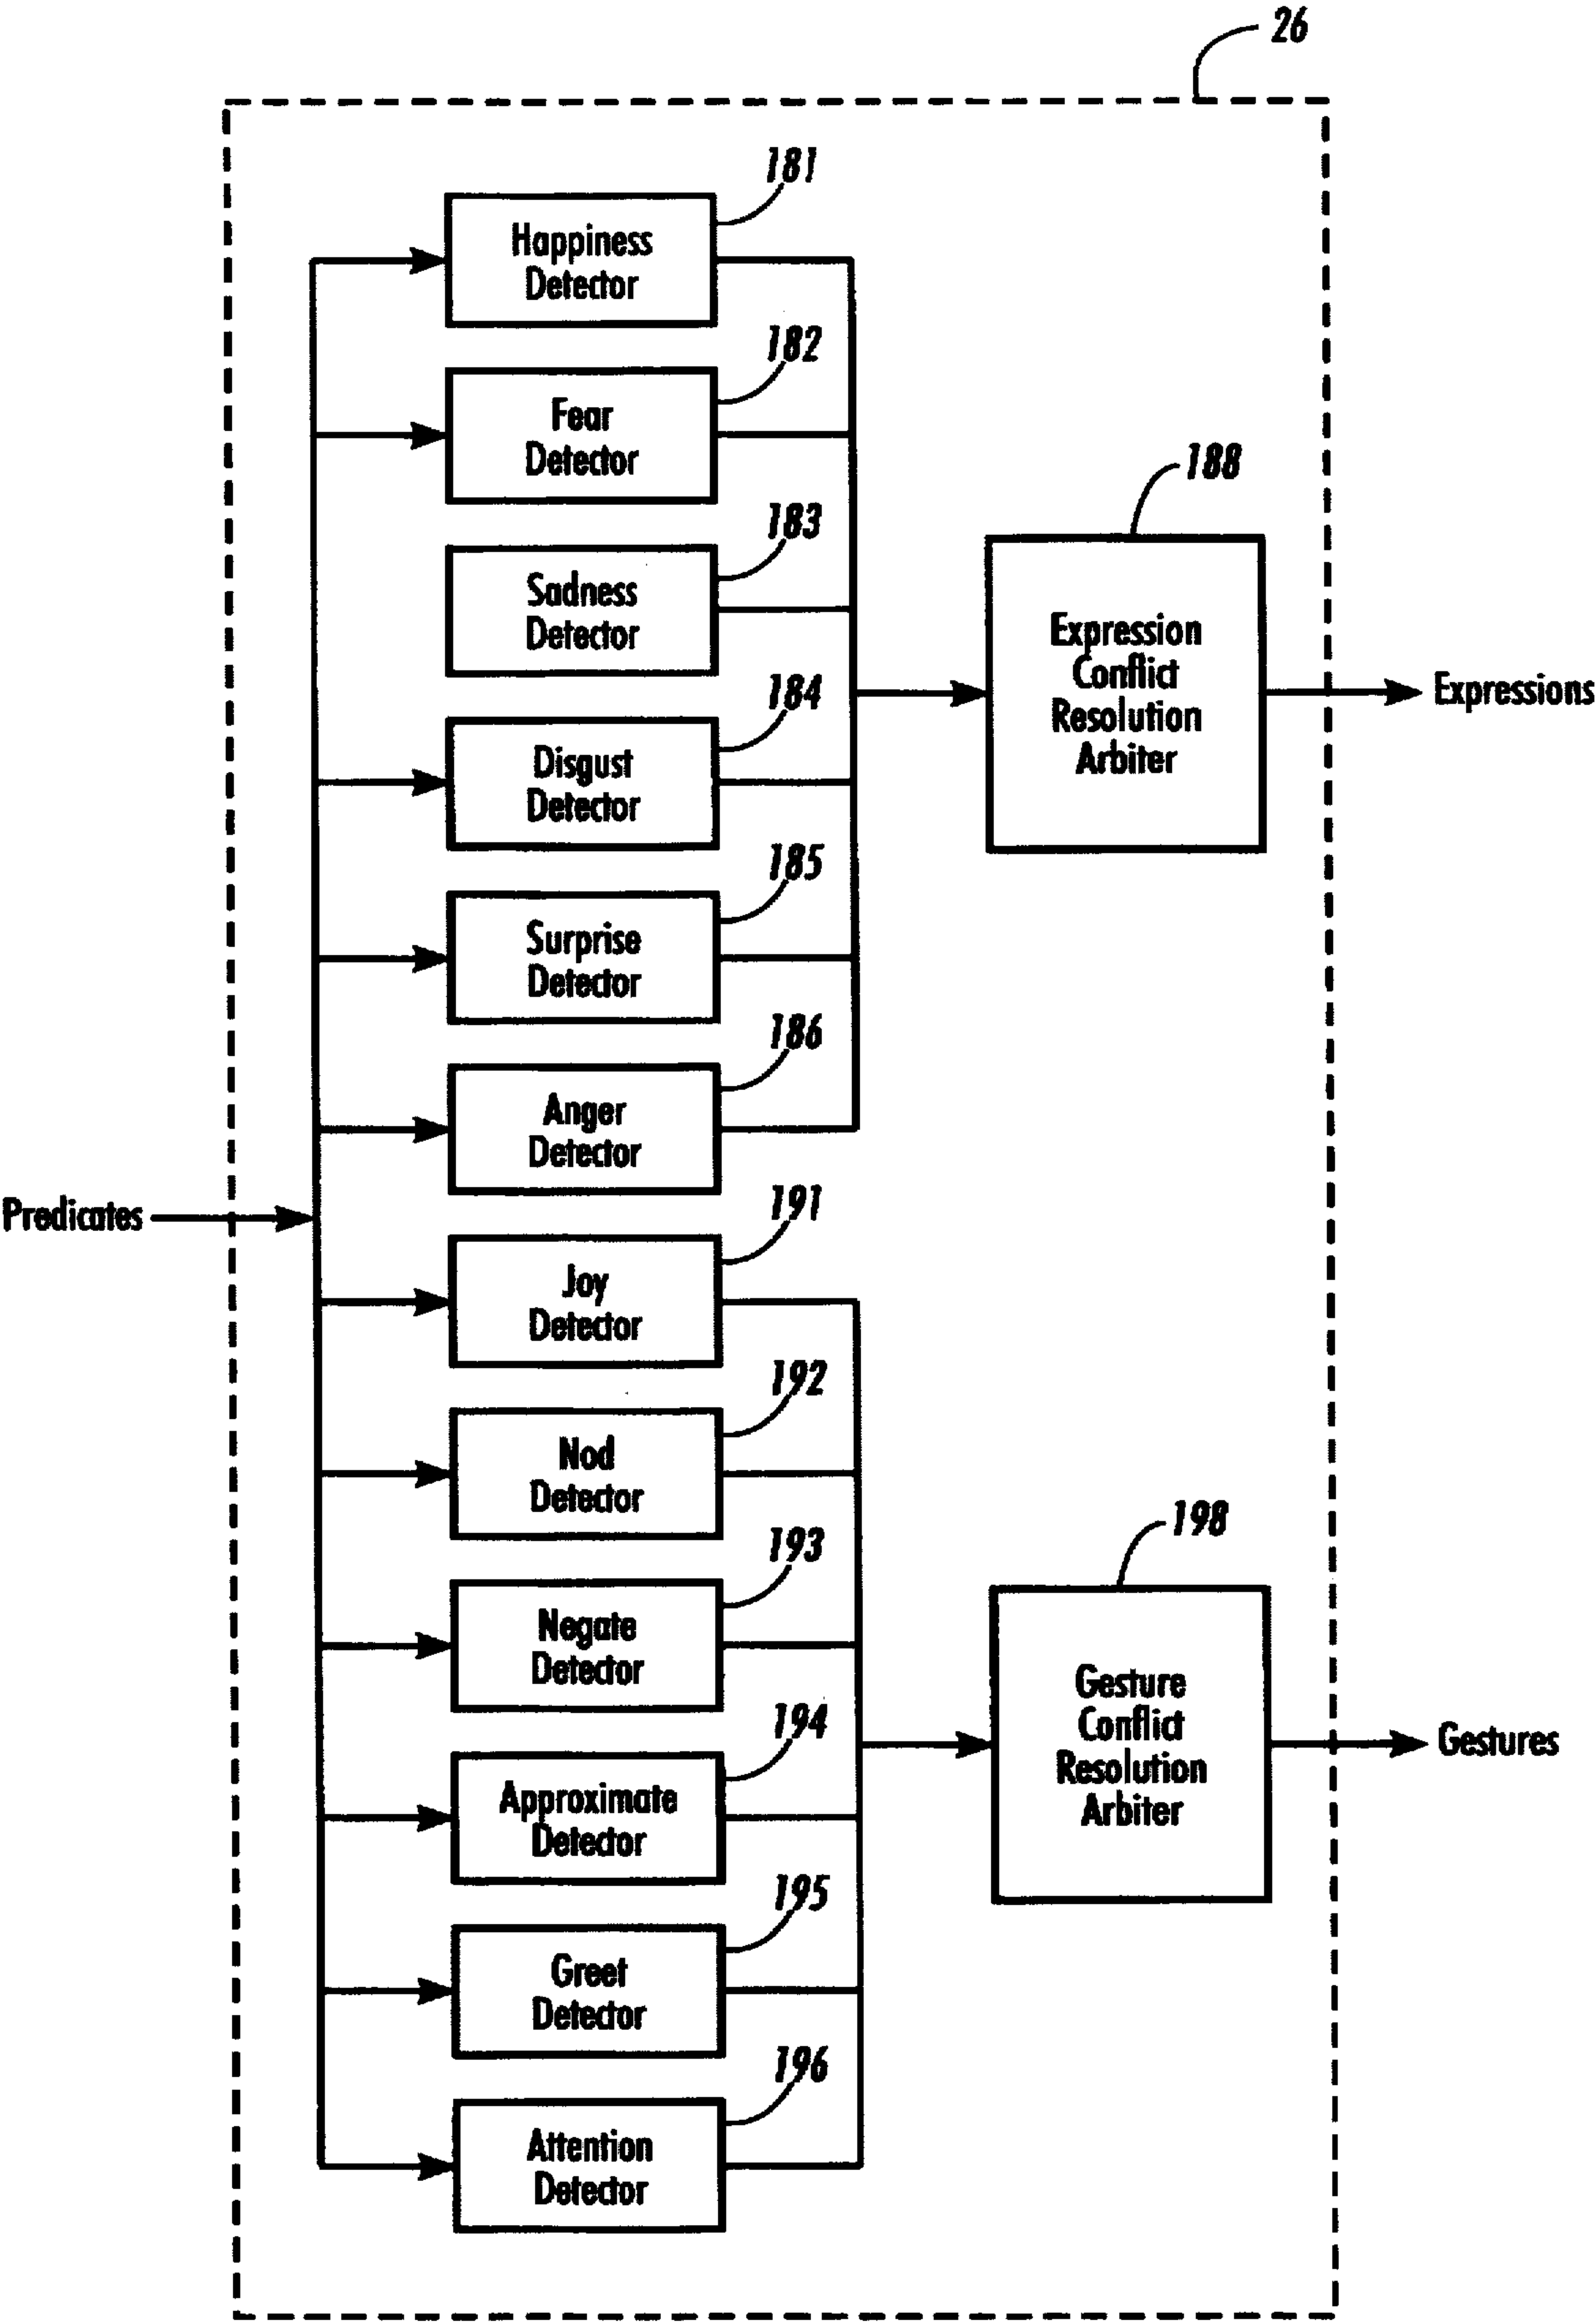 26
181
Happiness
Detector
182
Fear
Detector
183
Sadness
Detector
184
Disgust
Detector
185
Surprise
Detector
186
Anger
Detector
188
Expression
Conflict
Resolution
Arbiter
Expressions
Predicates
191
Joy
Detector
192
Nod
Detector
193
Negate
Detector
194
Approximate
Detector
195
Greet
Detector
196
Attention
Detector
198
Gesture
Conflict
Resolution
Arbiter
Gestures